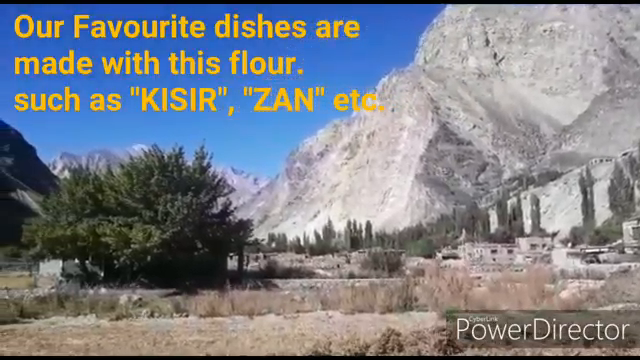 Our Favourite dishes are
made with this flour.
such as "KISIR", "ZAN" etc.
CyberLink
PowerDirector